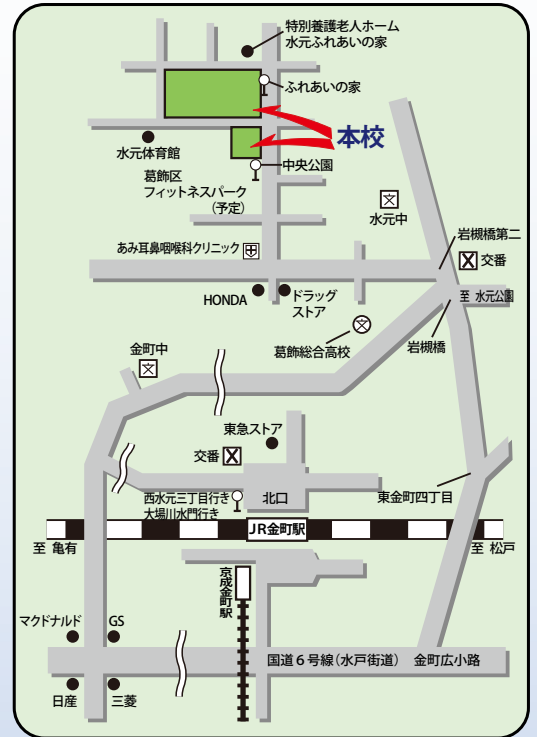 特別養護老人ホーム
水元ふれあいの家
ふれあいの家
本校
水元体育館
中央公園
葛飾区
フィットネスパーク
(予定)
文
水元中
岩槻橋第二
あみ耳鼻咽喉科クリニック
交番
至 水元公園
HONDA
ドラッグ
ストア
文
葛飾総合高校
岩槻橋
金町中
文
東急ストア
交番
西水元三丁目行き
大場川水門行き
北口
東金町四丁目
JR金町駅
至 亀有
至 松戸
京成金町駅
マクドナルド
GS
国道6号線(水戸街道)
金町広小路
日産
三菱